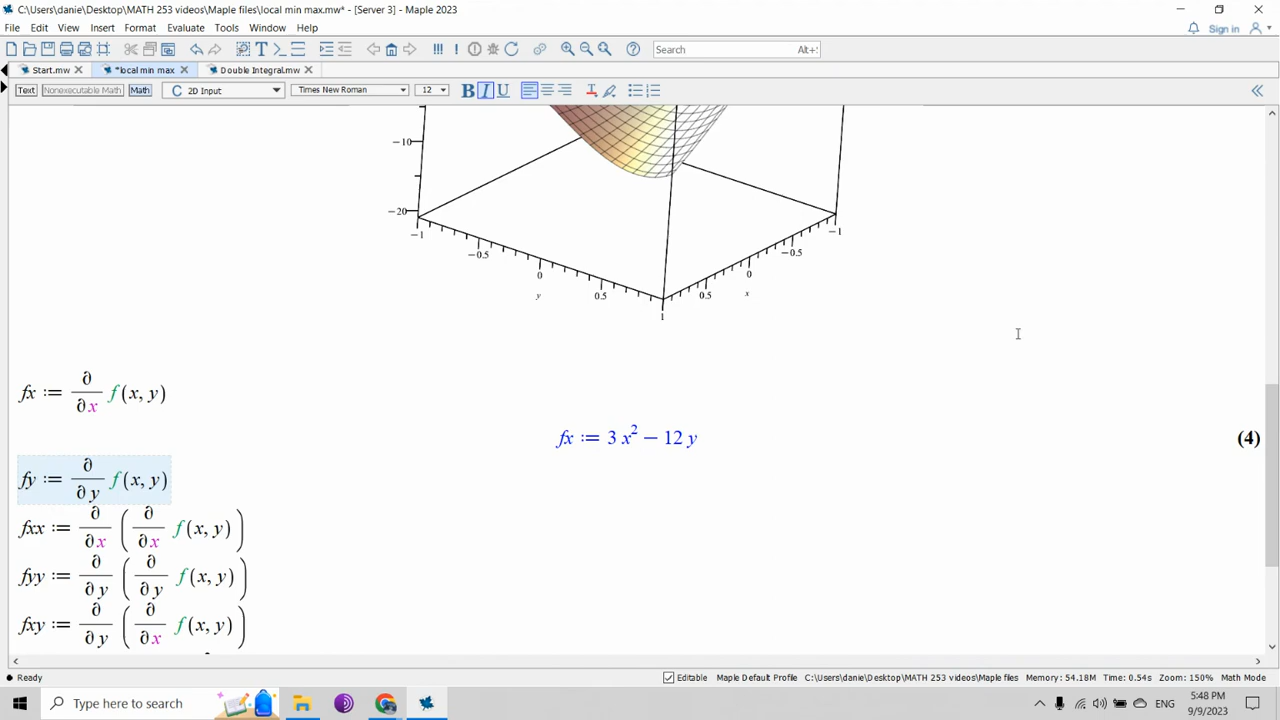 C:\Users\danie\Desktop\MATH 253 videos\Maple files\local min max.mw* - [Server 3] - Maple 2023
File Edit View Insert Format Evaluate Tools Window Help
Sign in
Search Alt+S
Start.mw *local min max Double Integral.mw
Text Nonexecutable Math Math C 2D Input Times New Roman 12 B I U
−10
−20
−1 −0.5 0 0.5 1
y
0.5 0 −0.5 −1
x
fx := ∂/∂x f(x, y)
fx := 3 x² − 12 y (4)
fy := ∂/∂y f(x, y)
fxx := ∂/∂x (∂/∂x f(x, y))
fyy := ∂/∂y (∂/∂y f(x, y))
fxy := ∂/∂y (∂/∂x f(x, y))
Ready Editable Maple Default Profile C:\Users\danie\Desktop\MATH 253 videos\Maple files Memory: 54.18M Time: 0.54s Zoom: 150% Math Mode
Type here to search ENG 5:48 PM
9/9/2023